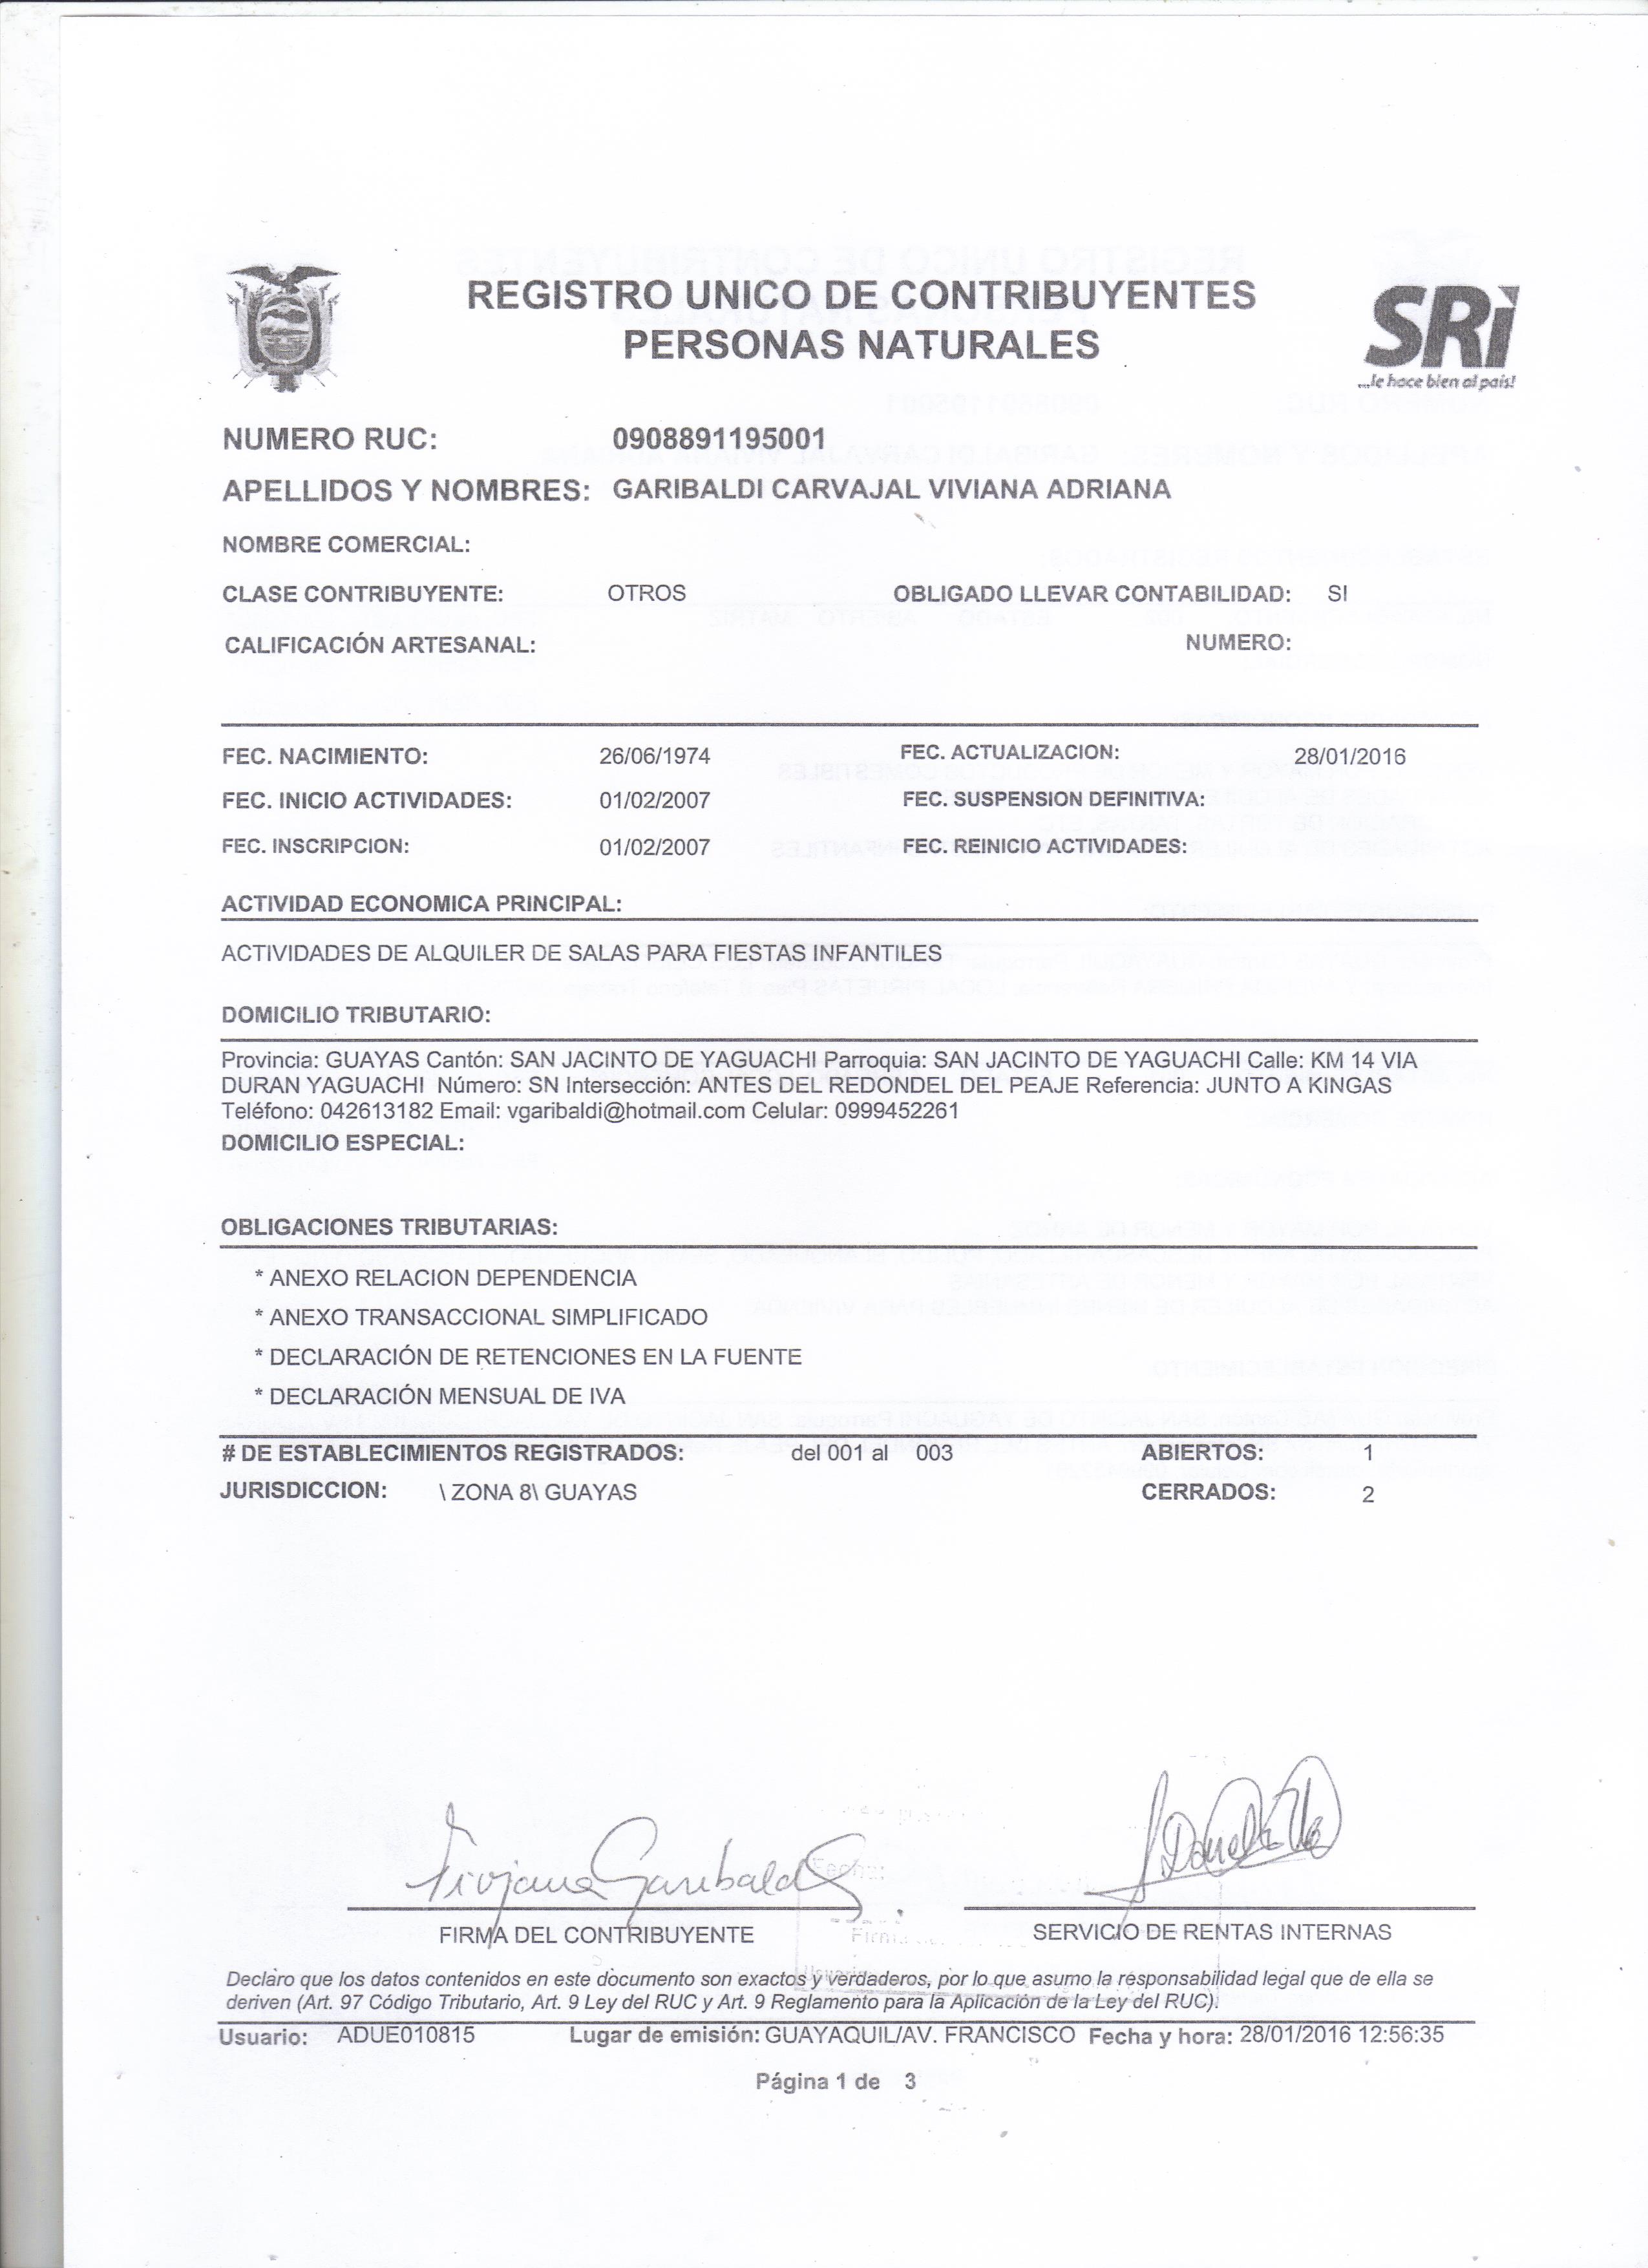 REGISTRO UNICO DE CONTRIBUYENTES
PERSONAS NATURALES
SRi
...le hace bien al país!
NUMERO RUC: 0908891195001
APELLIDOS Y NOMBRES: GARIBALDI CARVAJAL VIVIANA ADRIANA
NOMBRE COMERCIAL:
CLASE CONTRIBUYENTE: OTROS OBLIGADO LLEVAR CONTABILIDAD: SI
CALIFICACIÓN ARTESANAL: NUMERO:
FEC. NACIMIENTO: 26/06/1974 FEC. ACTUALIZACION: 28/01/2016
FEC. INICIO ACTIVIDADES: 01/02/2007 FEC. SUSPENSION DEFINITIVA:
FEC. INSCRIPCION: 01/02/2007 FEC. REINICIO ACTIVIDADES:
ACTIVIDAD ECONOMICA PRINCIPAL:
ACTIVIDADES DE ALQUILER DE SALAS PARA FIESTAS INFANTILES
DOMICILIO TRIBUTARIO:
Provincia: GUAYAS Cantón: SAN JACINTO DE YAGUACHI Parroquia: SAN JACINTO DE YAGUACHI Calle: KM 14 VIA
DURAN YAGUACHI Número: SN Intersección: ANTES DEL REDONDEL DEL PEAJE Referencia: JUNTO A KINGAS
Teléfono: 042613182 Email: vgaribaldi@hotmail.com Celular: 0999452261
DOMICILIO ESPECIAL:
OBLIGACIONES TRIBUTARIAS:
* ANEXO RELACION DEPENDENCIA
* ANEXO TRANSACCIONAL SIMPLIFICADO
* DECLARACIÓN DE RETENCIONES EN LA FUENTE
* DECLARACIÓN MENSUAL DE IVA
# DE ESTABLECIMIENTOS REGISTRADOS: del 001 al 003 ABIERTOS: 1
JURISDICCION: \ ZONA 8\ GUAYAS CERRADOS: 2
FIRMA DEL CONTRIBUYENTE SERVICIO DE RENTAS INTERNAS
Declaro que los datos contenidos en este documento son exactos y verdaderos, por lo que asumo la responsabilidad legal que de ella se
deriven (Art. 97 Código Tributario, Art. 9 Ley del RUC y Art. 9 Reglamento para la Aplicación de la Ley del RUC).
Usuario: ADUE010815 Lugar de emisión: GUAYAQUIL/AV. FRANCISCO Fecha y hora: 28/01/2016 12:56:35
Página 1 de 3